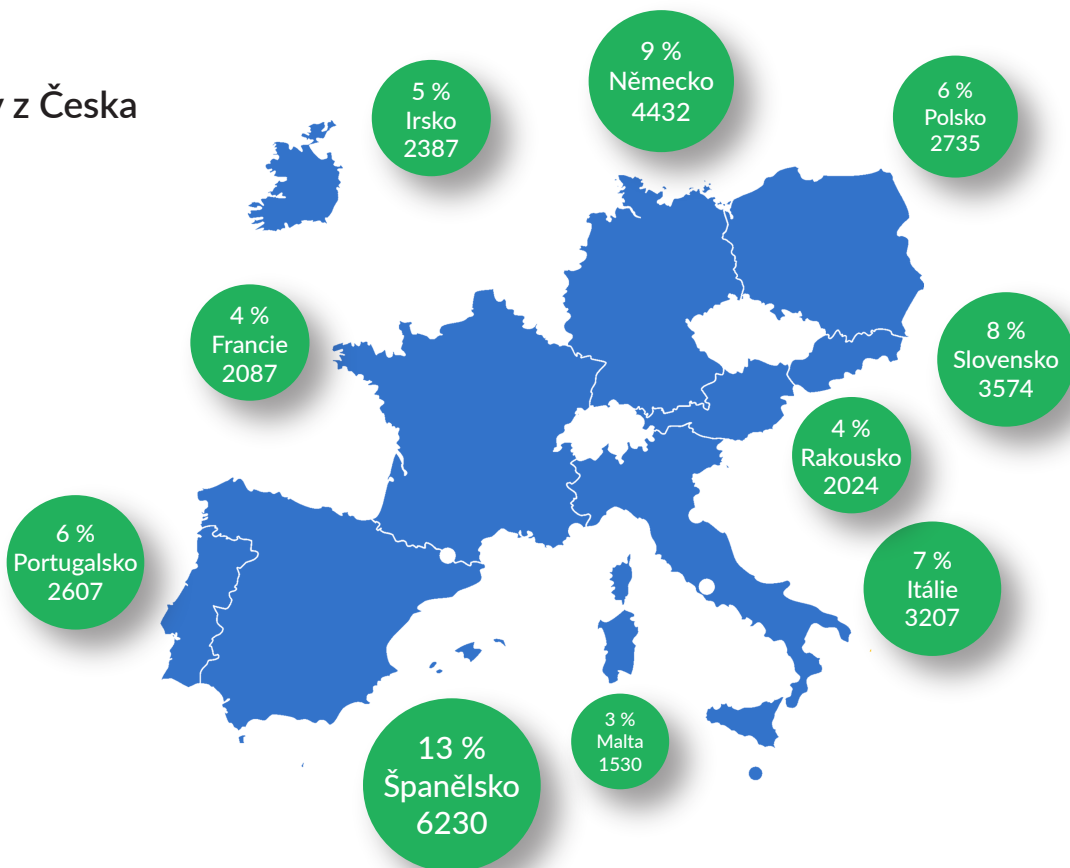 z Česka
9 %
Německo
4432
5 %
Irsko
2387
6 %
Polsko
2735
4 %
Francie
2087
8 %
Slovensko
3574
4 %
Rakousko
2024
6 %
Portugalsko
2607
7 %
Itálie
3207
13 %
Španělsko
6230
3 %
Malta
1530